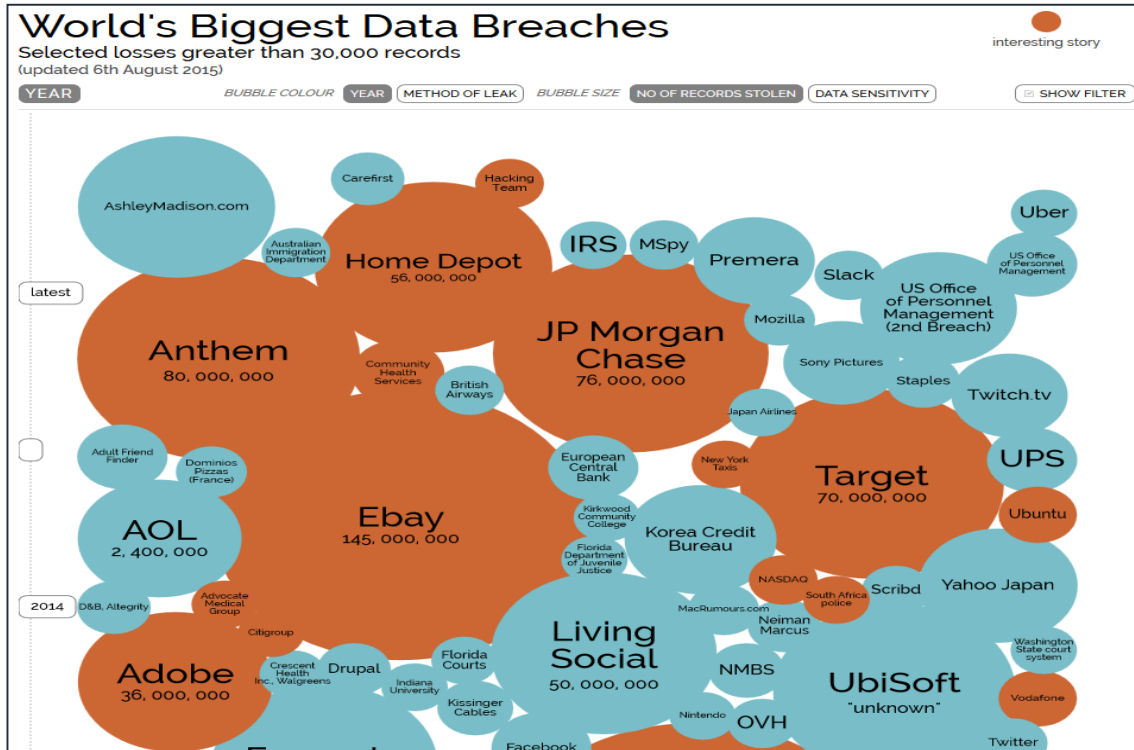 World's Biggest Data Breaches
Selected losses greater than 30,000 records
(updated 6th August 2015)
interesting story
YEAR
BUBBLE COLOUR YEAR METHOD OF LEAK BUBBLE SIZE NO OF RECORDS STOLEN DATA SENSITIVITY SHOW FILTER
AshleyMadison.com
Carefirst
Hacking
Team
Australian
Immigration
Department
Home Depot
56, 000, 000
IRS
MSpy
Premera
Slack
Uber
US Office
of Personnel
Management
US Office
of Personnel
Management
(2nd Breach)
latest
Mozilla
Anthem
80, 000, 000
JP Morgan
Chase
76, 000, 000
Community
Health
Services
British
Airways
Sony Pictures
Staples
Twitch.tv
Japan Airlines
Adult Friend
Finder
Dominios
Pizzas
(France)
European
Central
Bank
New York
Taxis
Target
70, 000, 000
UPS
Ubuntu
AOL
2, 400, 000
Ebay
145, 000, 000
Kirkwood
Community
College
Korea Credit
Bureau
Florida
Department
of Juvenile
Justice
NASDAQ
South Africa
police
Scribd
Yahoo Japan
2014
D&B, Altegrity
Advocate
Medical
Group
MacRumours.com
Neiman
Marcus
Citigroup
Living
Social
50, 000, 000
Washington
State court
system
Adobe
36, 000, 000
Crescent
Health
Inc., Walgreens
Drupal
Florida
Courts
Indiana
University
Kissinger
Cables
NMBS
UbiSoft
"unknown"
Vodafone
Nintendo
OVH
Facebook
Twitter